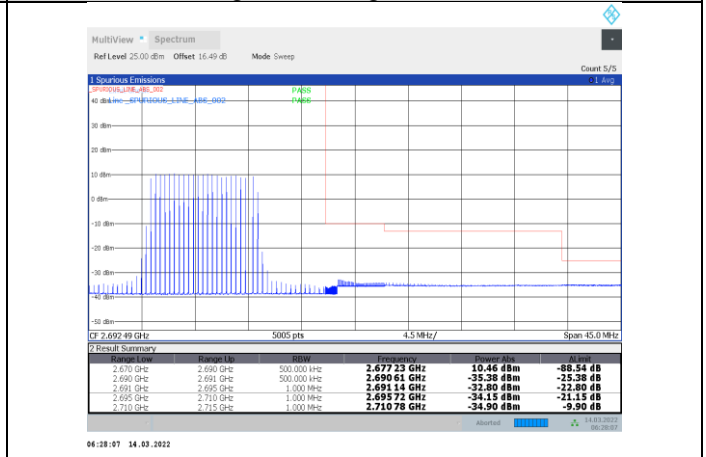 MultiView Spectrum
Ref Level 25.00 dBm Offset 16.49 dB Mode Sweep
Count 5/5
1 Spurious Emissions 1 Avg
_SPURIOUS_LINE_ABS_002 PASS
40 dBm Line _SPURIOUS_LINE_ABS_002 PASS
30 dBm
20 dBm
10 dBm
0 dBm
-10 dBm
-20 dBm
-30 dBm
-40 dBm
-50 dBm
CF 2.692 49 GHz 5005 pts 4.5 MHz/ Span 45.0 MHz
2 Result Summary
Range Low Range Up RBW Frequency Power Abs ΔLimit
2.670 GHz 2.690 GHz 500.000 kHz 2.677 23 GHz 10.46 dBm -88.54 dB
2.690 GHz 2.691 GHz 500.000 kHz 2.690 61 GHz -35.38 dBm -25.38 dB
2.691 GHz 2.695 GHz 1.000 MHz 2.691 14 GHz -32.80 dBm -22.80 dB
2.695 GHz 2.710 GHz 1.000 MHz 2.695 72 GHz -34.15 dBm -21.15 dB
2.710 GHz 2.715 GHz 1.000 MHz 2.710 78 GHz -34.90 dBm -9.90 dB
Aborted 14.03.2022
06:28:07
06:28:07 14.03.2022